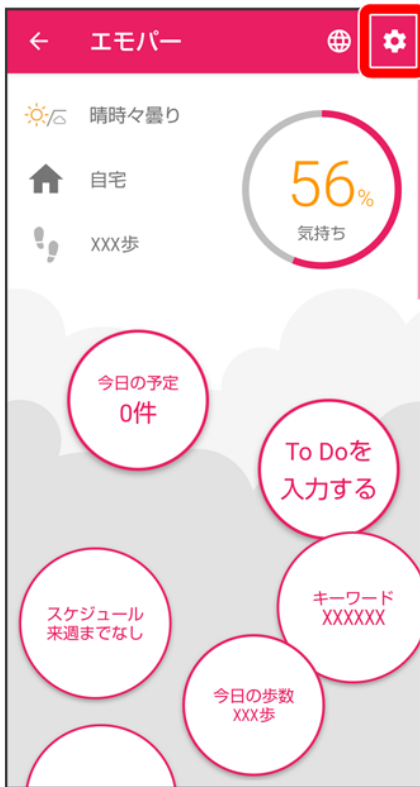 エモパー
晴時々曇り
自宅
XXX歩
56%
気持ち
今日の予定
0件
To Doを
入力する
キーワード
XXXXXX
スケジュール
来週までなし
今日の歩数
XXX歩